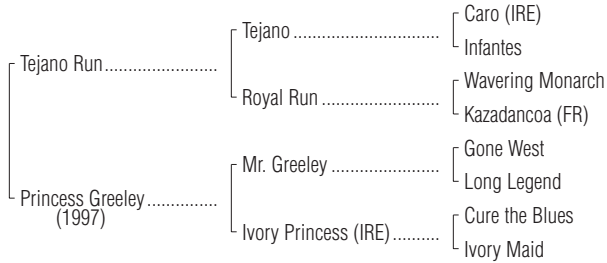 Caro (IRE)
Tejano
Infantes
Tejano Run
Wavering Monarch
Royal Run
Kazadancoa (FR)
Gone West
Mr. Greeley
Long Legend
Princess Greeley
(1997)
Cure the Blues
Ivory Princess (IRE)
Ivory Maid